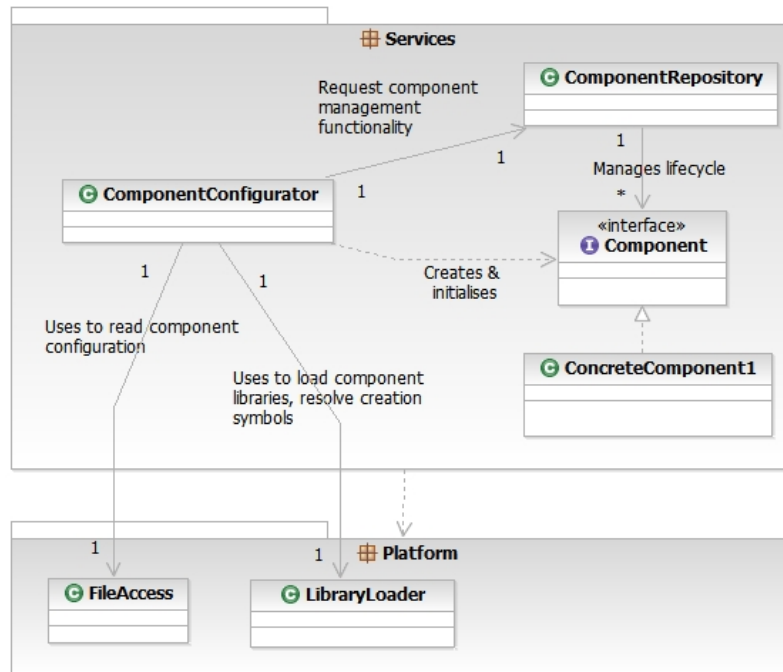 Services
Request component
management
functionality
ComponentRepository
1
1
1
Manages lifecycle
*
ComponentConfigurator
«interface»
Component
1
1
Creates &
initialises
Uses to read component
configuration
Uses to load component
libraries, resolve creation
symbols
ConcreteComponent1
1
1
Platform
FileAccess
LibraryLoader